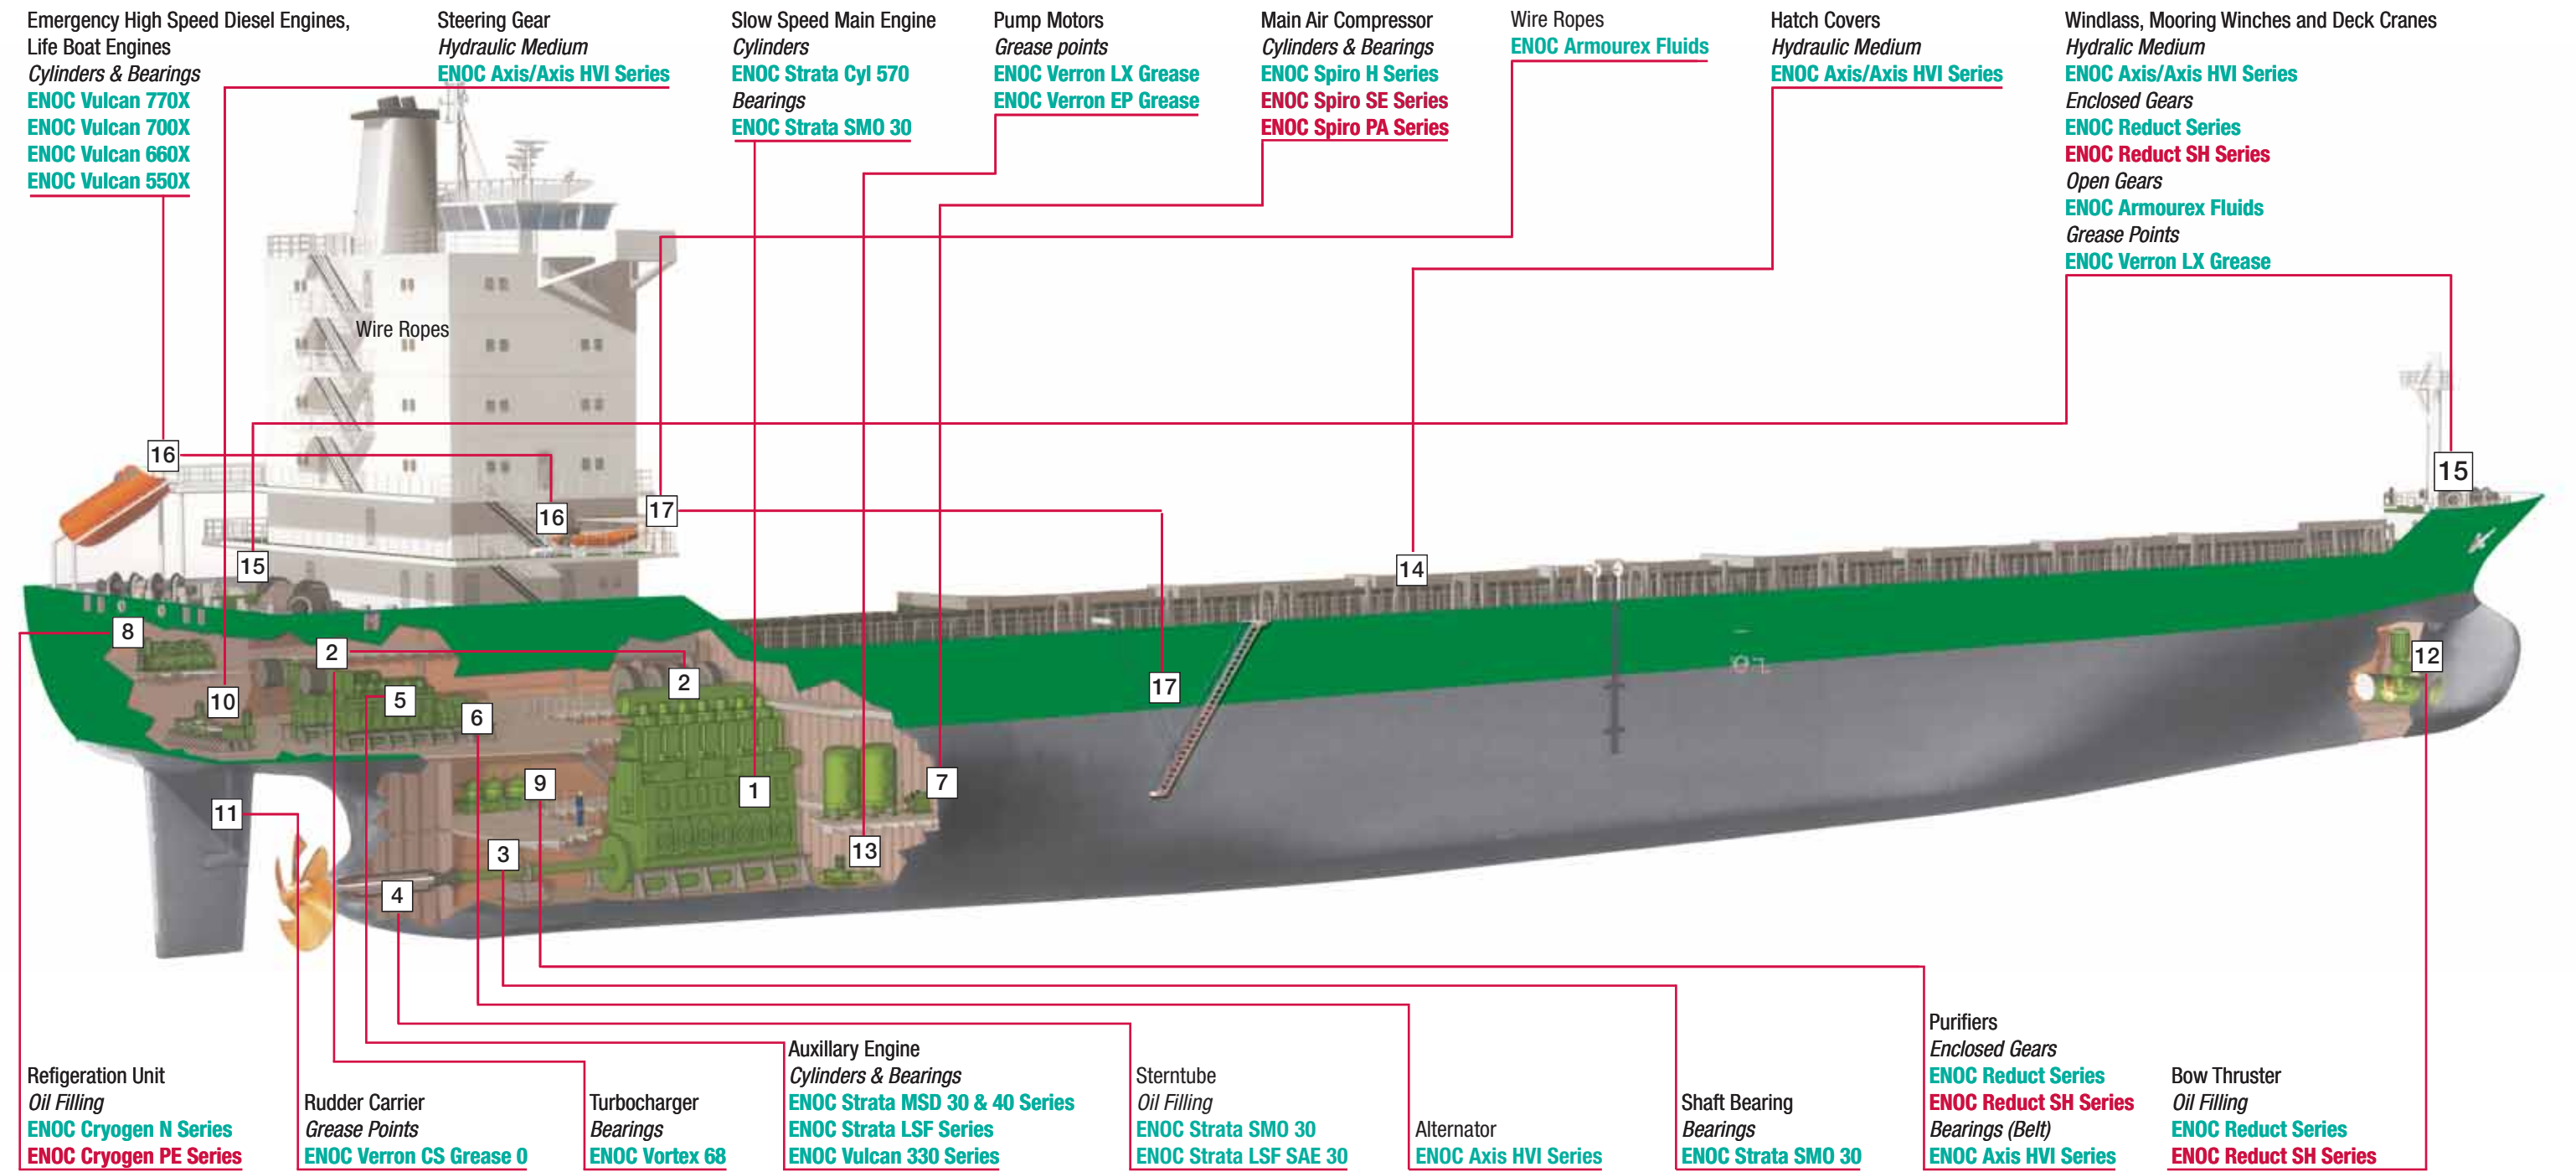 Emergency High Speed Diesel Engines,
Life Boat Engines
Cylinders & Bearings
ENOC Vulcan 770X
ENOC Vulcan 700X
ENOC Vulcan 660X
ENOC Vulcan 550X
Steering Gear
Hydraulic Medium
ENOC Axis/Axis HVI Series
Slow Speed Main Engine
Cylinders
ENOC Strata Cyl 570
Bearings
ENOC Strata SMO 30
Pump Motors
Grease points
ENOC Verron LX Grease
ENOC Verron EP Grease
Main Air Compressor
Cylinders & Bearings
ENOC Spiro H Series
ENOC Spiro SE Series
ENOC Spiro PA Series
Wire Ropes
ENOC Armourex Fluids
Hatch Covers
Hydraulic Medium
ENOC Axis/Axis HVI Series
Windlass, Mooring Winches and Deck Cranes
Hydralic Medium
ENOC Axis/Axis HVI Series
Enclosed Gears
ENOC Reduct Series
ENOC Reduct SH Series
Open Gears
ENOC Armourex Fluids
Grease Points
ENOC Verron LX Grease
Wire Ropes
16
16
17
15
15
14
8
2
2
10
5
6
17
12
9
1
7
11
3
13
4
Refigeration Unit
Oil Filling
ENOC Cryogen N Series
ENOC Cryogen PE Series
Rudder Carrier
Grease Points
ENOC Verron CS Grease 0
Turbocharger
Bearings
ENOC Vortex 68
Auxillary Engine
Cylinders & Bearings
ENOC Strata MSD 30 & 40 Series
ENOC Strata LSF Series
ENOC Vulcan 330 Series
Sterntube
Oil Filling
ENOC Strata SMO 30
ENOC Strata LSF SAE 30
Alternator
ENOC Axis HVI Series
Shaft Bearing
Bearings
ENOC Strata SMO 30
Purifiers
Enclosed Gears
ENOC Reduct Series
ENOC Reduct SH Series
Bearings (Belt)
ENOC Axis HVI Series
Bow Thruster
Oil Filling
ENOC Reduct Series
ENOC Reduct SH Series